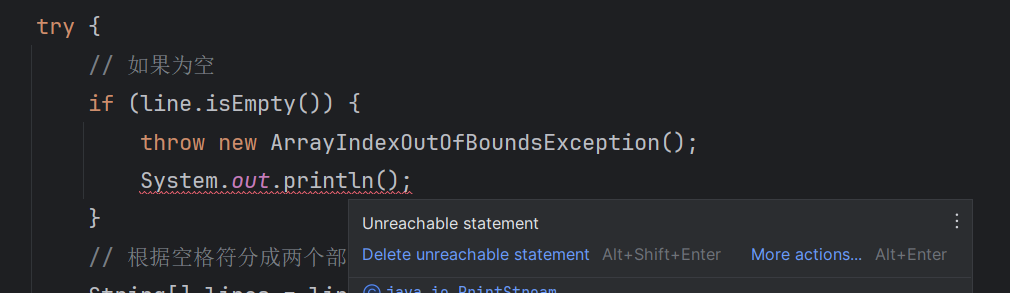 try {
// 如果为空
if (line.isEmpty()) {
throw new ArrayIndexOutOfBoundsException();
System.out.println();
}
Unreachable statement
Delete unreachable statement Alt+Shift+Enter More actions... Alt+Enter
// 根据空格符分成两个部
String[] lines = lin
java.io.PrintStream